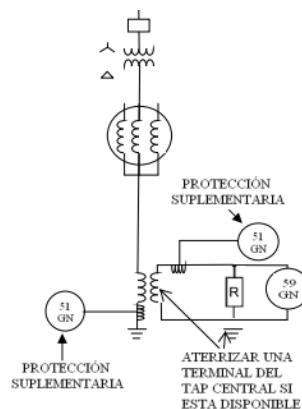 PROTECCIÓN
SUPLEMENTARIA
51
GN
R
59
GN
51
GN
PROTECCIÓN
SUPLEMENTARIA
ATERRIZAR UNA
TERMINAL DEL
TAP CENTRAL SI
ESTA DISPONIBLE